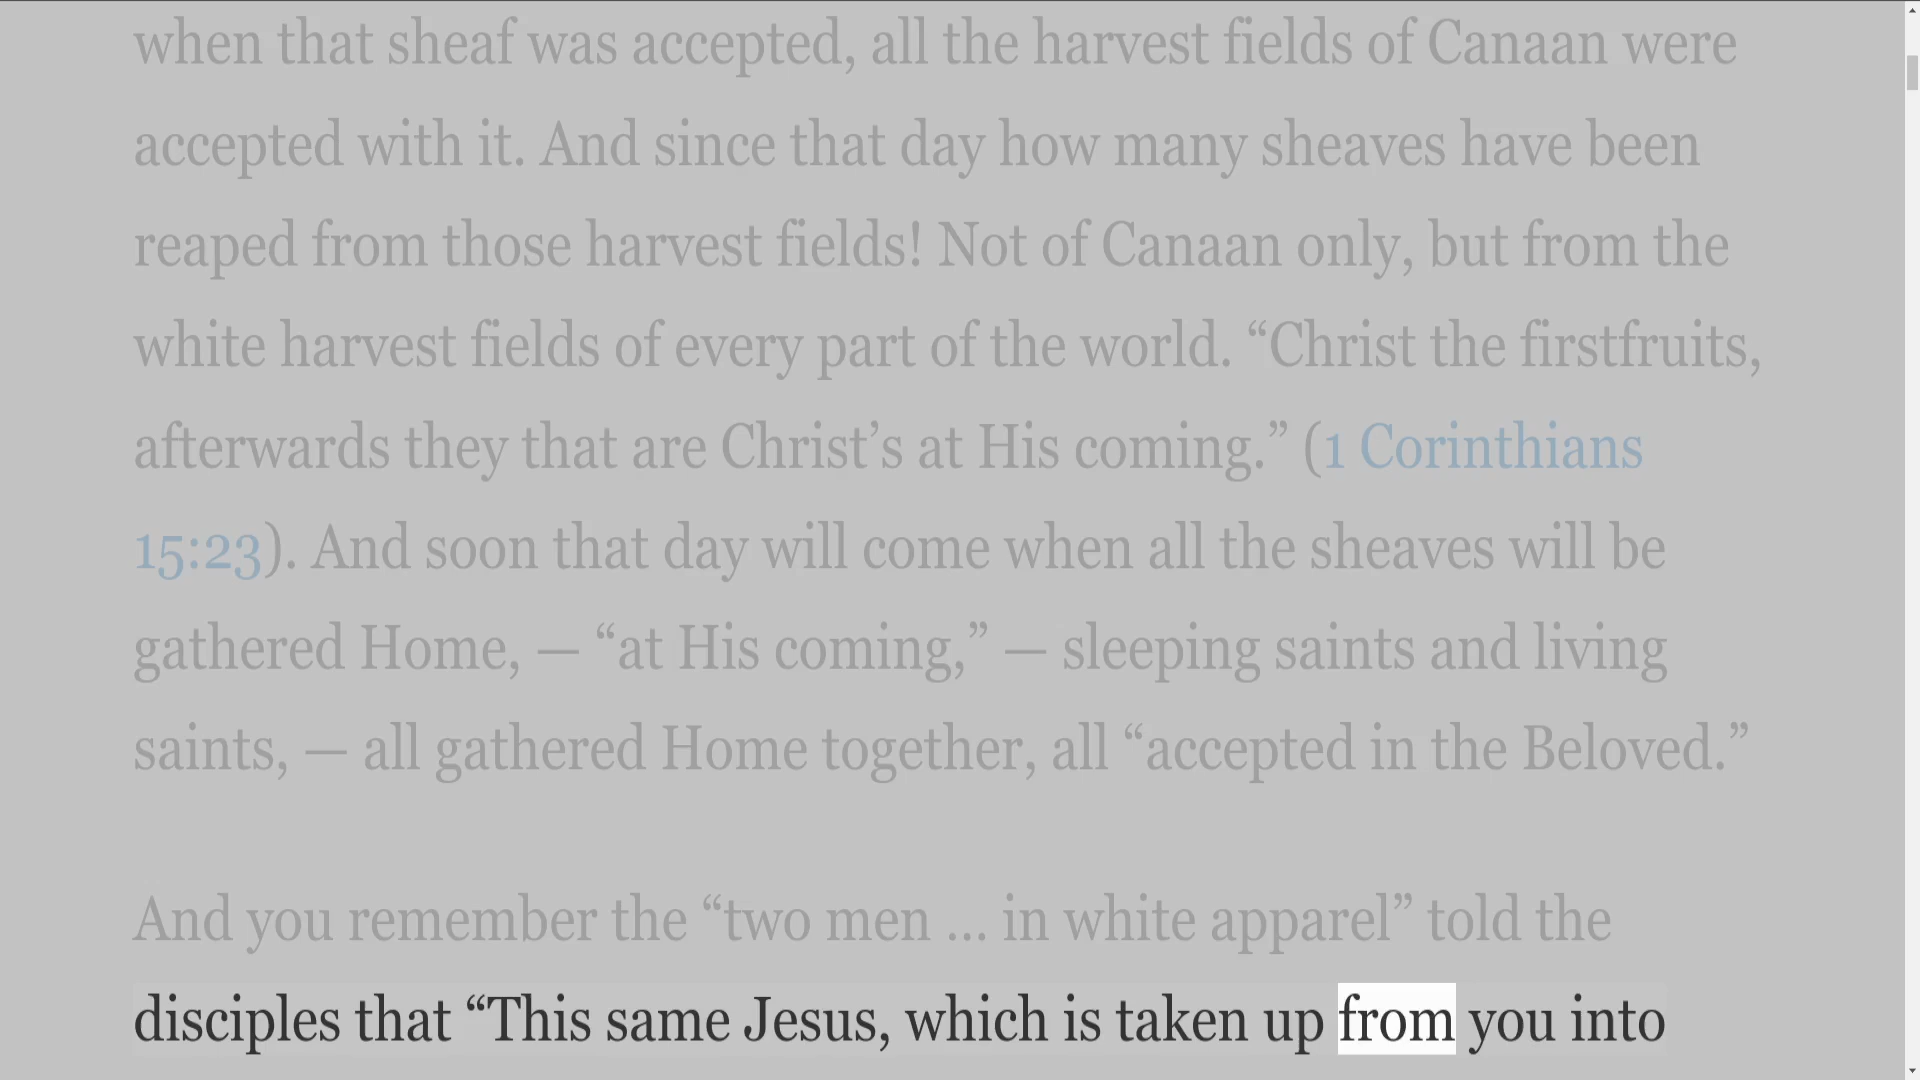 when that sheaf was accepted, all the harvest fields of Canaan were
accepted with it. And since that day how many sheaves have been
reaped from those harvest fields! Not of Canaan only, but from the
white harvest fields of every part of the world. “Christ the firstfruits,
afterwards they that are Christ’s at His coming.” (1 Corinthians
15:23). And soon that day will come when all the sheaves will be
gathered Home, — “at His coming,” — sleeping saints and living
saints, — all gathered Home together, all “accepted in the Beloved.”
And you remember the “two men ... in white apparel” told the
disciples that “This same Jesus, which is taken up from you into